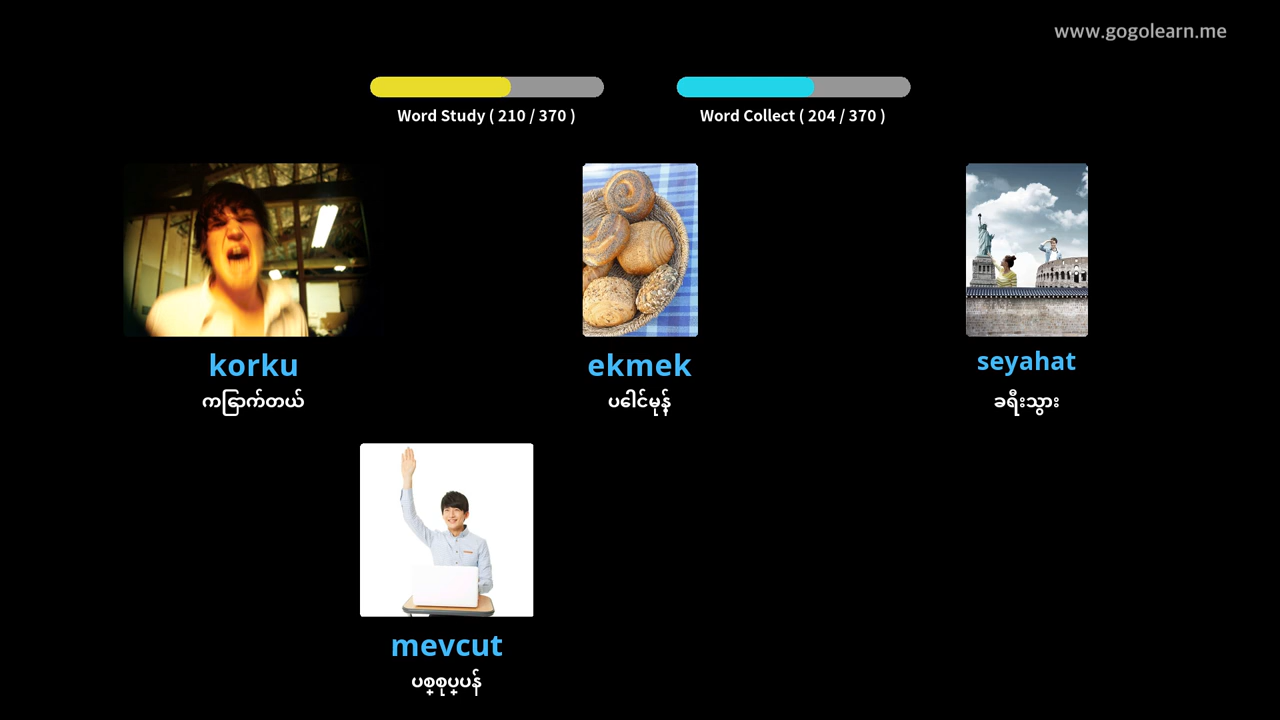 www.gogolearn.me
Word Study ( 210 / 370 )
Word Collect ( 204 / 370 )
korku
ကြောက်တယ်
ekmek
ပေါင်မုန့်
seyahat
ခရီးသွား
mevcut
ပစ္စုပ္ပန်